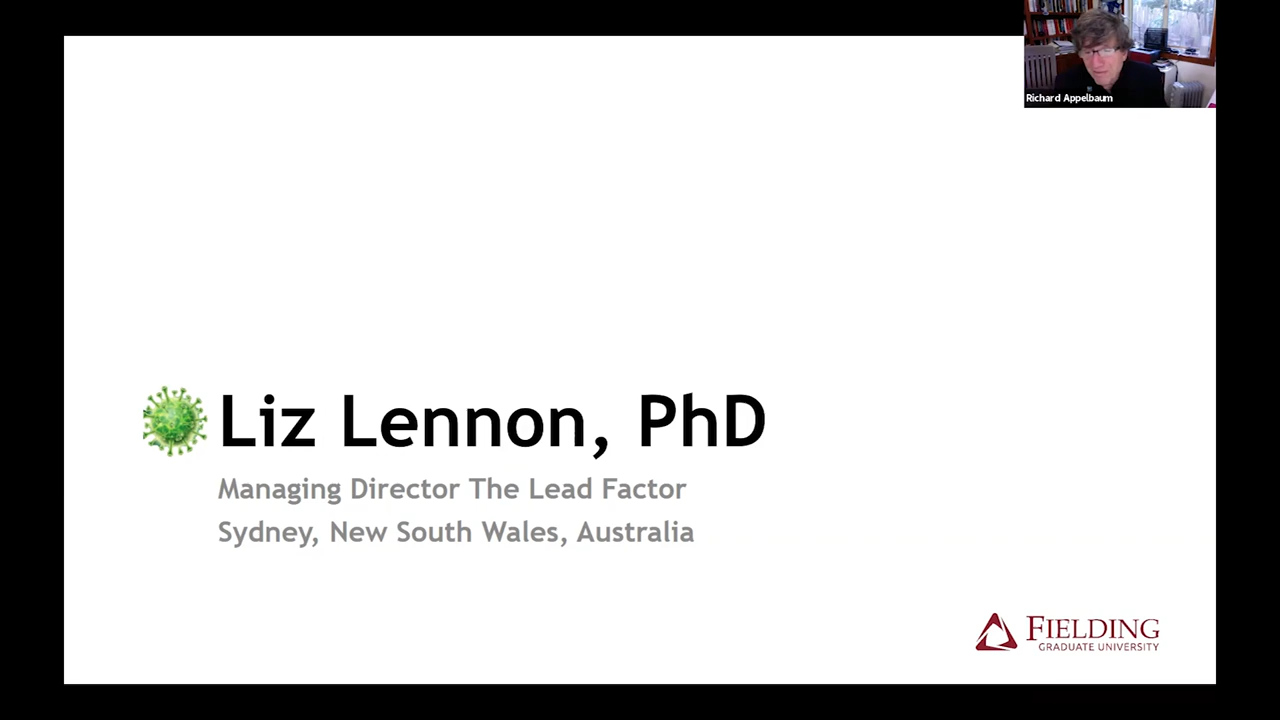 Richard Appelbaum
Liz Lennon, PhD
Managing Director The Lead Factor
Sydney, New South Wales, Australia
FIELDING
GRADUATE UNIVERSITY